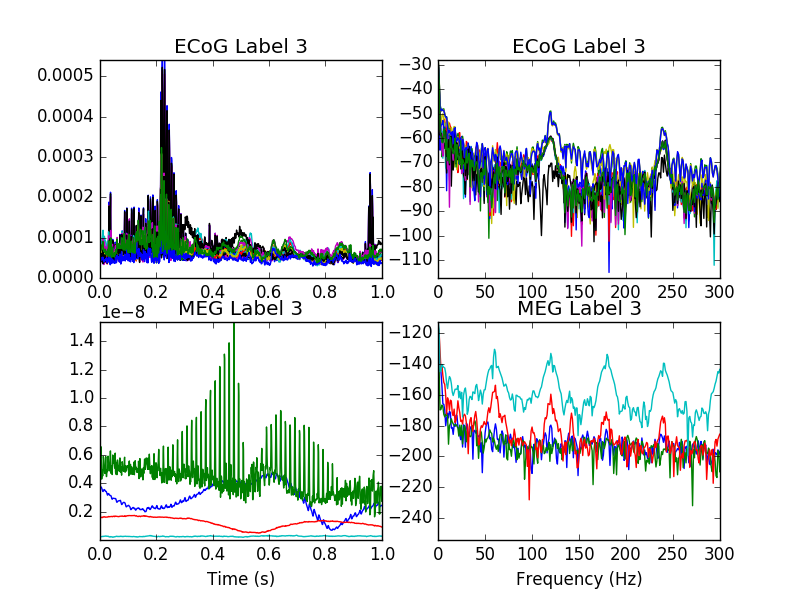 ECoG Label 3
0.0005
0.0004
0.0003
0.0002
0.0001
0.0000
0.0 0.2 0.4 0.6 0.8 1.0
ECoG Label 3
−30
−40
−50
−60
−70
−80
−90
−100
−110
0 50 100 150 200 250 300
MEG Label 3
1e−8
1.4
1.2
1.0
0.8
0.6
0.4
0.2
0.0 0.2 0.4 0.6 0.8 1.0
Time (s)
MEG Label 3
−120
−140
−160
−180
−200
−220
−240
0 50 100 150 200 250 300
Frequency (Hz)